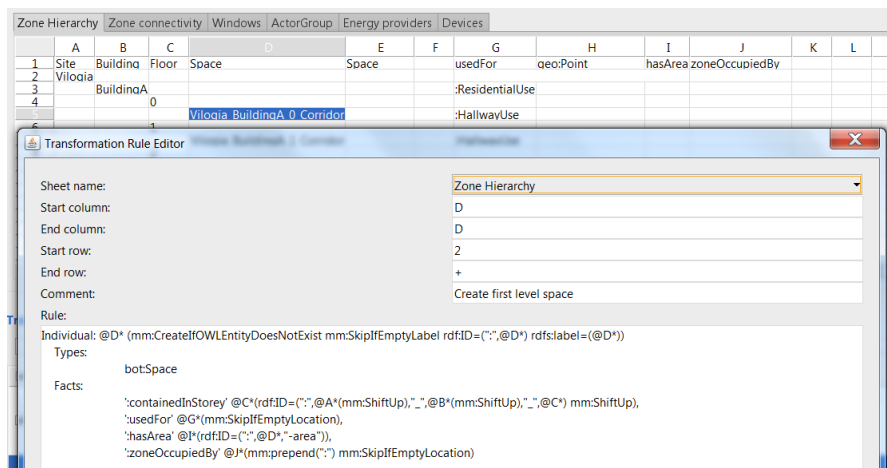 Zone Hierarchy Zone connectivity Windows ActorGroup Energy providers Devices
A B C D E F G H I J K L
1 Site Building Floor Space Space usedFor geo:Point hasArea zoneOccupiedBy
2 Vilogia
3 BuildingA :ResidentialUse
4 0
5 Vilogia_BuildingA_0_Corridor :HallwayUse
6 1
Transformation Rule Editor
Sheet name: Zone Hierarchy
Start column: D
End column: D
Start row: 2
End row: +
Comment: Create first level space
Rule:
Individual: @D* (mm:CreateIfOWLEntityDoesNotExist mm:SkipIfEmptyLabel rdf:ID=(":",@D*) rdfs:label=(@D*))
Types:
bot:Space
Facts:
':containedInStorey' @C*(rdf:ID=(":",@A*(mm:ShiftUp),"_",@B*(mm:ShiftUp),"_",@C*) mm:ShiftUp),
':usedFor' @G*(mm:SkipIfEmptyLocation),
':hasArea' @I*(rdf:ID=(":",@D*,"-area")),
':zoneOccupiedBy' @J*(mm:prepend(":") mm:SkipIfEmptyLocation)